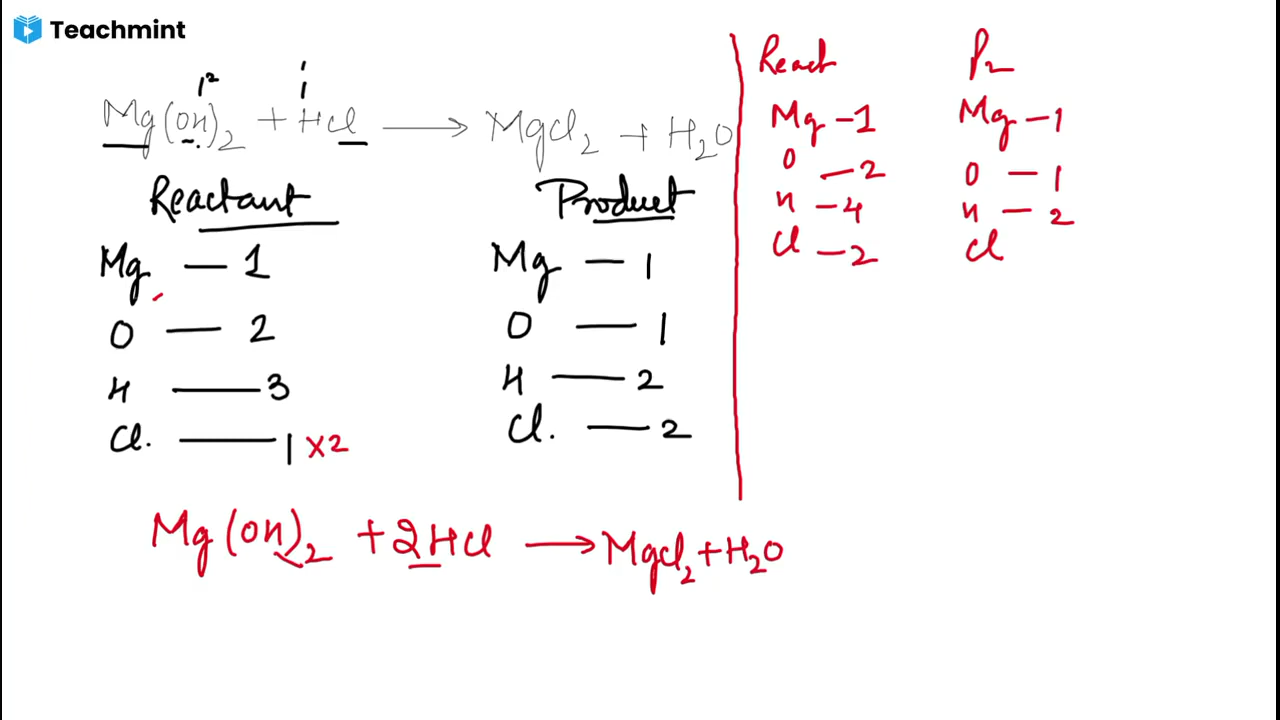 Teachmint
1 2 1
Mg(OH)2 + HCl → MgCl2 + H2O
Reactant Product
Mg — 1 Mg — 1
O — 2 O — 1
H — 3 H — 2
Cl. — 1 x2 Cl. — 2
Mg(OH)2 + 2HCl → MgCl2 + H2O
React Pr
Mg – 1 Mg – 1
O – 2 O – 1
H – 4 H – 2
Cl – 2 Cl